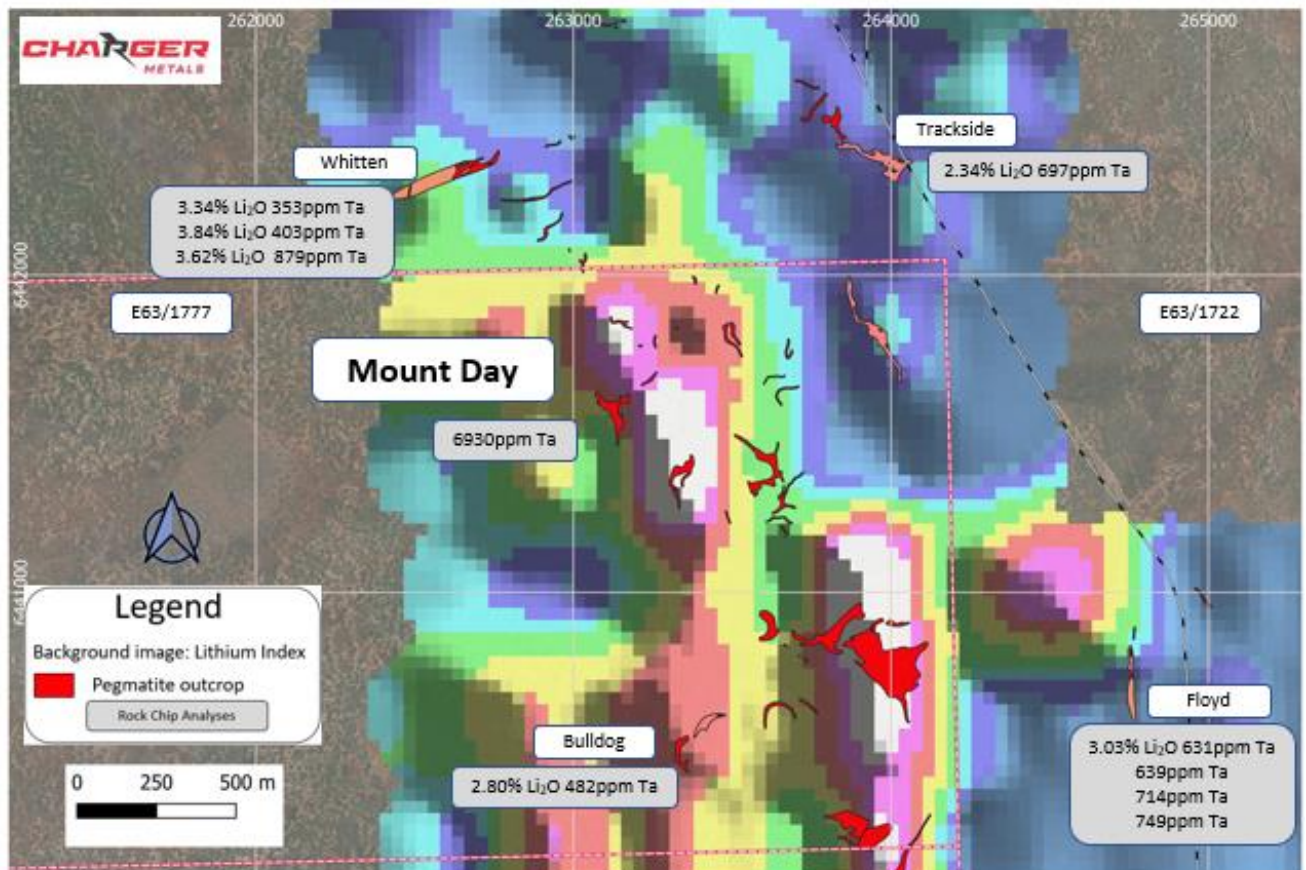 CHARGER
METALS
262000
263000
264000
265000
Trackside
2.34% Li₂O 697ppm Ta
Whitten
3.34% Li₂O 353ppm Ta
3.84% Li₂O 403ppm Ta
3.62% Li₂O 879ppm Ta
6442000
E63/1777
E63/1722
Mount Day
6930ppm Ta
6441000
Legend
Background image: Lithium Index
Pegmatite outcrop
Rock Chip Analyses
0 250 500 m
Bulldog
2.80% Li₂O 482ppm Ta
Floyd
3.03% Li₂O 631ppm Ta
639ppm Ta
714ppm Ta
749ppm Ta